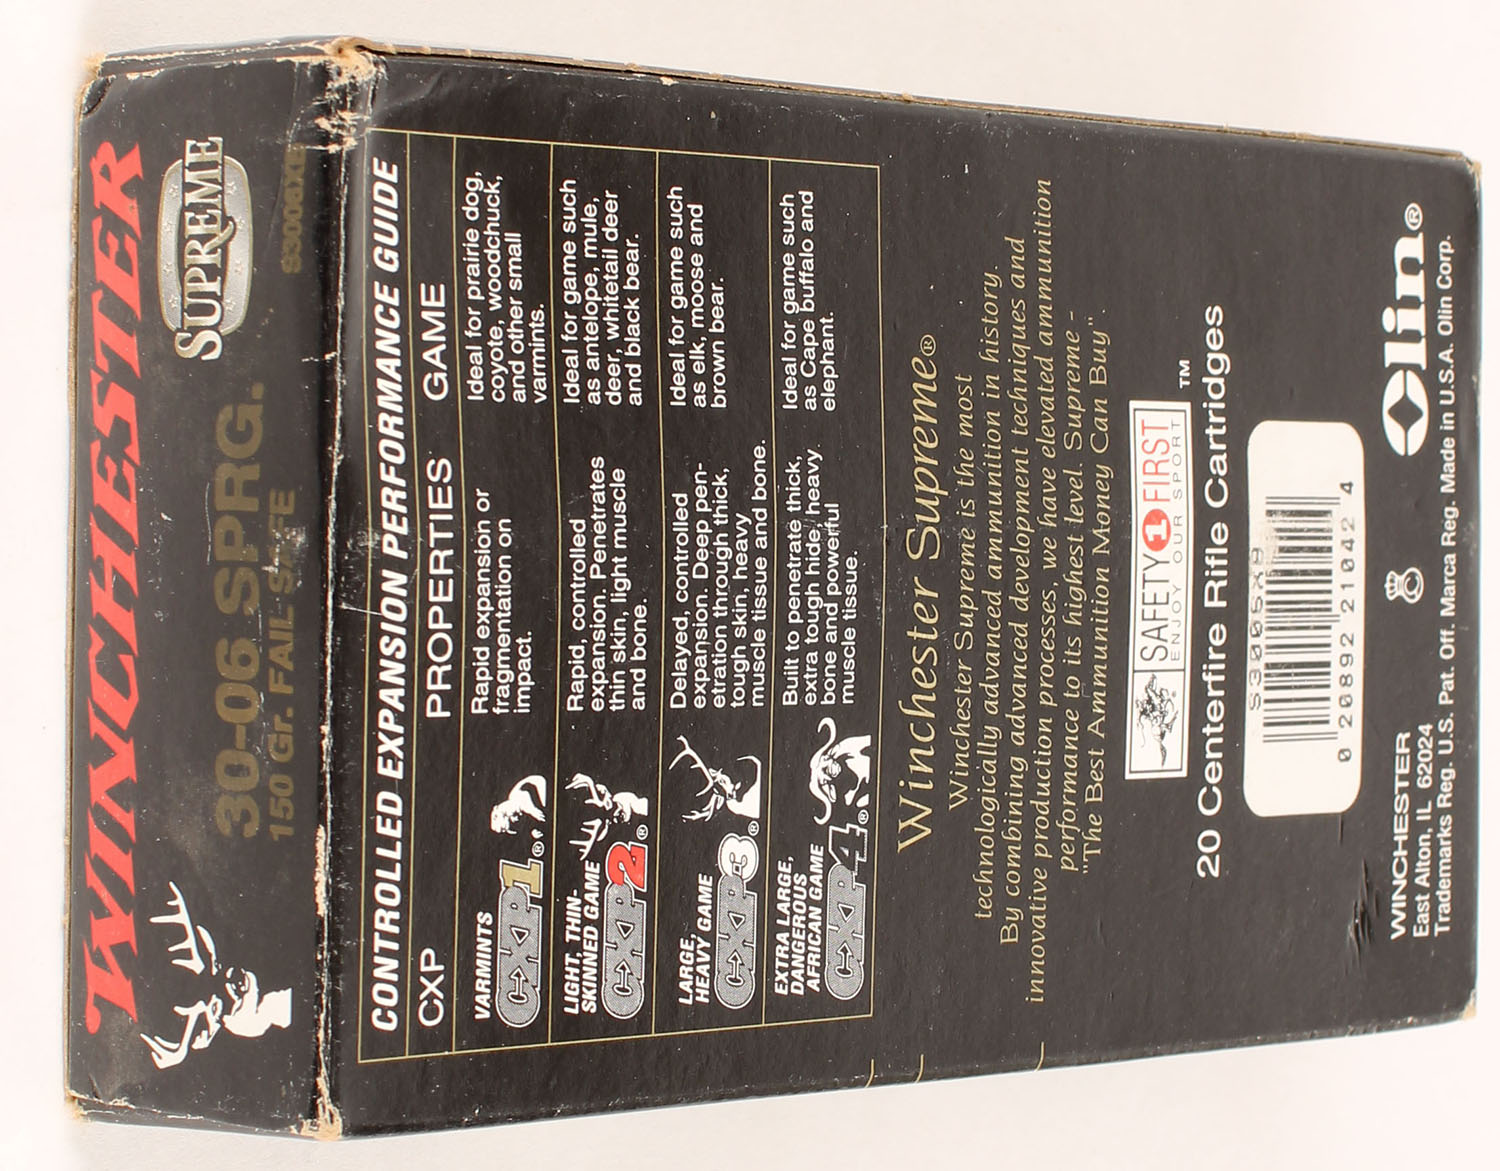 WINCHESTER
SUPREME
30-06 SPRG.
150 Gr. FAIL SAFE
CONTROLLED EXPANSION PERFORMANCE GUIDE
CXP PROPERTIES GAME
VARMINTS
CXP1®
Rapid expansion or
fragmentation on
impact.
Ideal for prairie dog,
coyote, woodchuck,
and other small
varmints.
LIGHT, THIN-
SKINNED GAME
CXP2®
Rapid, controlled
expansion. Penetrates
thin skin, light muscle
and bone.
Ideal for game such
as antelope, mule,
deer, whitetail deer
and black bear.
LARGE,
HEAVY GAME
CXP3®
Delayed, controlled
expansion. Deep pen-
etration through thick,
tough skin, heavy
muscle tissue and bone.
Ideal for game such
as elk, moose and
brown bear.
EXTRA LARGE,
DANGEROUS
AFRICAN GAME
CXP4®
Built to penetrate thick,
extra tough hide, heavy
bone and powerful
muscle tissue.
Ideal for game such
as Cape buffalo and
elephant.
Winchester Supreme®
Winchester Supreme is the most
technologically advanced ammunition in history.
By combining advanced development techniques and
innovative production processes, we have elevated ammunition
performance to its highest level. Supreme -
"The Best Ammunition Money Can Buy".
SAFETY 1 FIRST ™
ENJOY OUR SPORT
20 Centerfire Rifle Cartridges
0 20892 21042 4
WINCHESTER
East Alton, IL 62024
Trademarks Reg. U.S. Pat. Off. Marca Reg. Made in U.S.A. Olin Corp.
Olin®